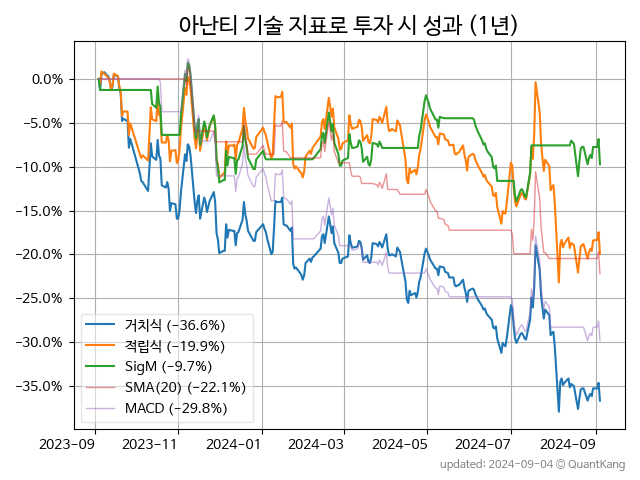 아난티 기술 지표로 투자 시 성과 (1년)
0.0%
−5.0%
−10.0%
−15.0%
−20.0%
−25.0%
−30.0%
−35.0%
거치식 (−36.6%)
적립식 (−19.9%)
SigM (−9.7%)
SMA(20) (−22.1%)
MACD (−29.8%)
2023-09 2023-11 2024-01 2024-03 2024-05 2024-07 2024-09
updated: 2024-09-04 © QuantKang